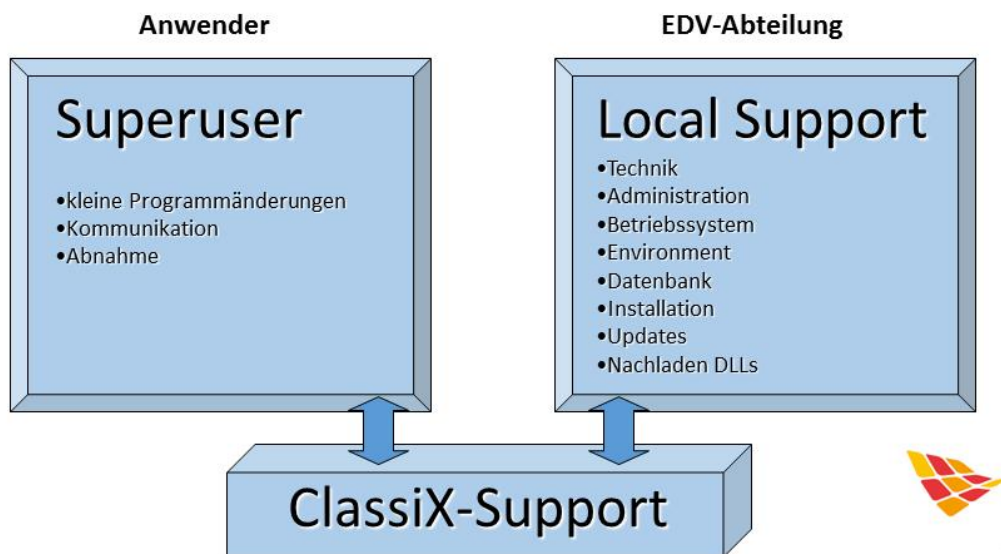 Anwender
Superuser
•kleine Programmänderungen
•Kommunikation
•Abnahme
EDV-Abteilung
Local Support
•Technik
•Administration
•Betriebssystem
•Environment
•Datenbank
•Installation
•Updates
•Nachladen DLLs
ClassiX-Support